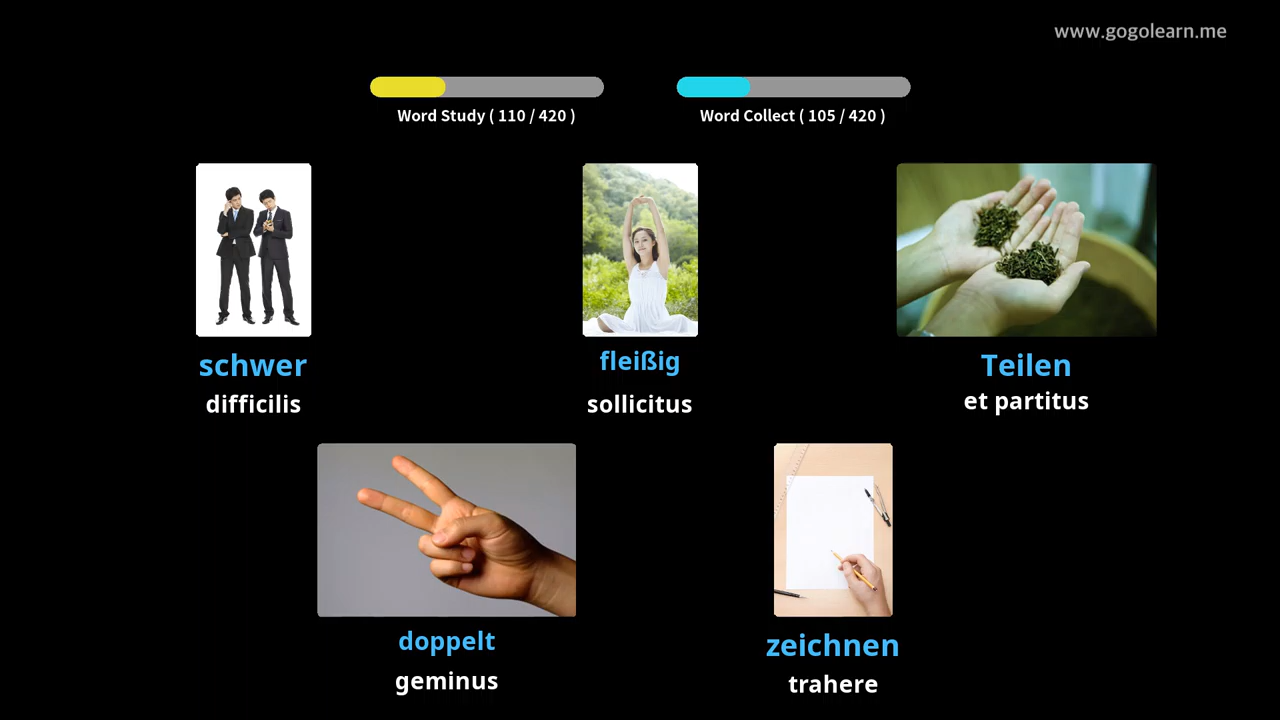 www.gogolearn.me
Word Study ( 110 / 420 )
Word Collect ( 105 / 420 )
schwer
difficilis
fleißig
sollicitus
Teilen
et partitus
doppelt
geminus
zeichnen
trahere